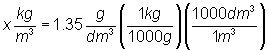 x kg/m³ = 1.35 g/dm³ (1kg/1000g) (1000dm³/1m³)